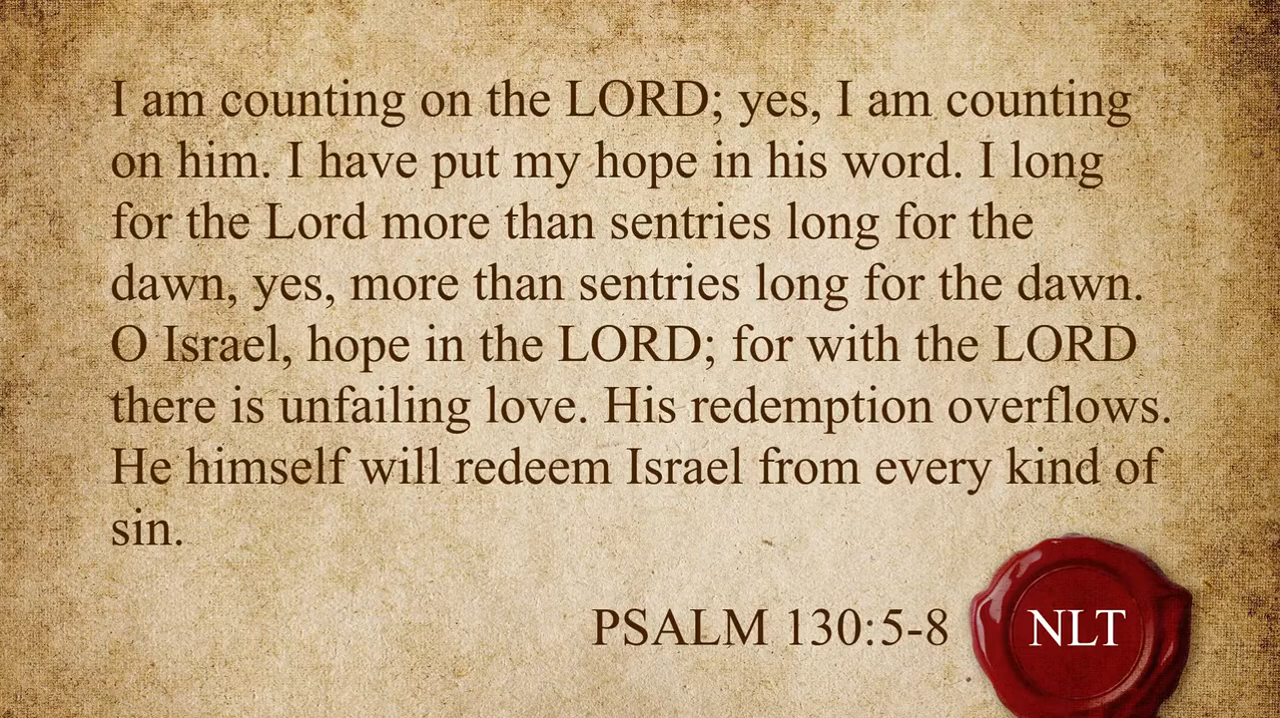 I am counting on the LORD; yes, I am counting
on him. I have put my hope in his word. I long
for the Lord more than sentries long for the
dawn, yes, more than sentries long for the dawn.
O Israel, hope in the LORD; for with the LORD
there is unfailing love. His redemption overflows.
He himself will redeem Israel from every kind of
sin.
PSALM 130:5-8
NLT